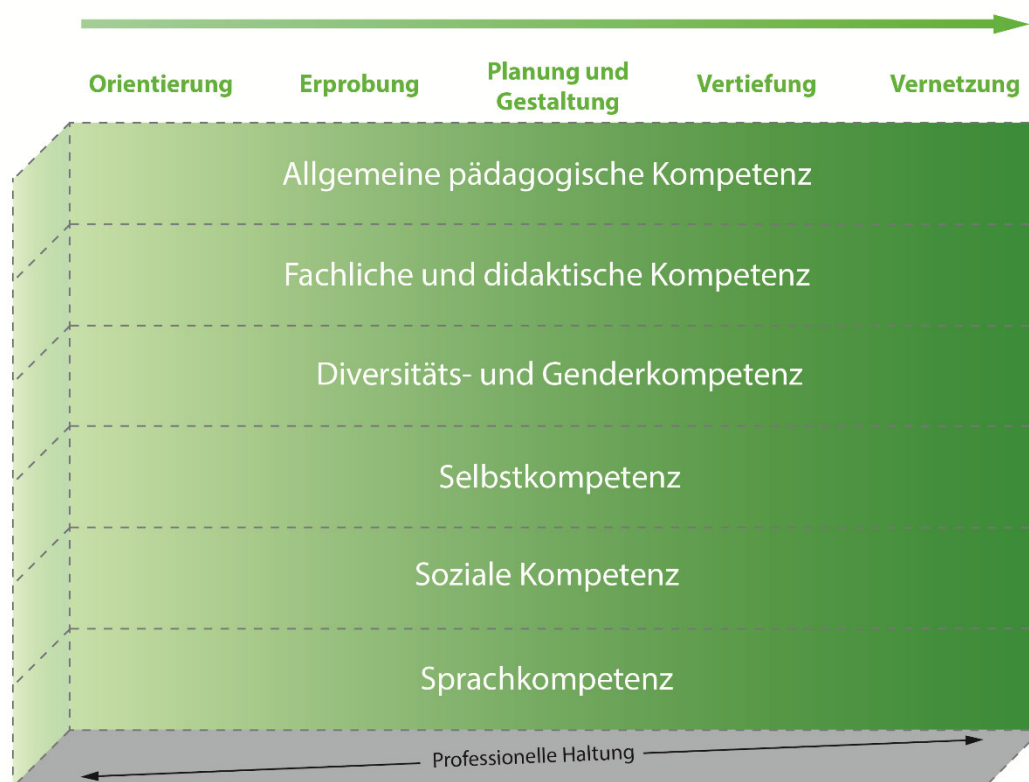 Orientierung Erprobung Planung und Gestaltung Vertiefung Vernetzung
Allgemeine pädagogische Kompetenz
Fachliche und didaktische Kompetenz
Diversitäts- und Genderkompetenz
Selbstkompetenz
Soziale Kompetenz
Sprachkompetenz
Professionelle Haltung